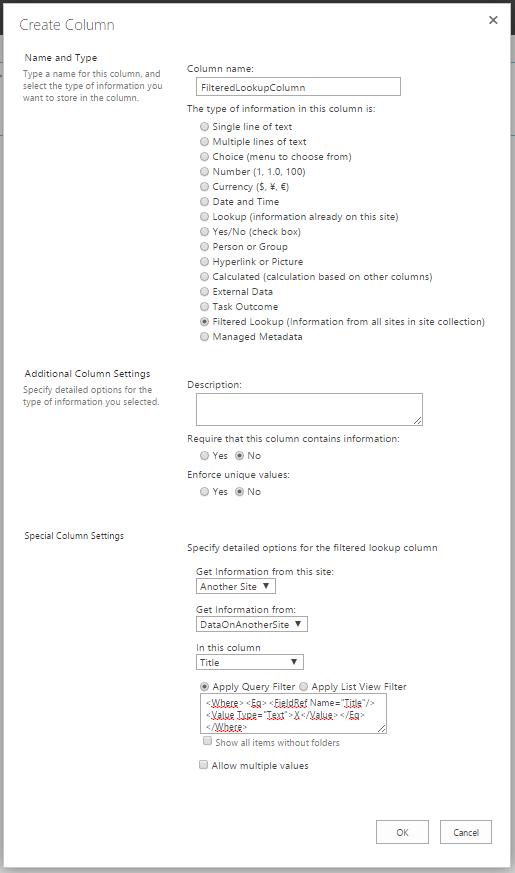 Create Column
Name and Type
Type a name for this column, and
select the type of information you
want to store in the column.
Column name:
FilteredLookupColumn
The type of information in this column is:
Single line of text
Multiple lines of text
Choice (menu to choose from)
Number (1, 1.0, 100)
Currency ($, ¥, €)
Date and Time
Lookup (information already on this site)
Yes/No (check box)
Person or Group
Hyperlink or Picture
Calculated (calculation based on other columns)
External Data
Task Outcome
Filtered Lookup (Information from all sites in site collection)
Managed Metadata
Additional Column Settings
Specify detailed options for the
type of information you selected.
Description:
Require that this column contains information:
Yes No
Enforce unique values:
Yes No
Special Column Settings
Specify detailed options for the filtered lookup column
Get Information from this site:
Another Site
Get Information from:
DataOnAnotherSite
In this column
Title
Apply Query Filter Apply List View Filter
<Where><Eq><FieldRef Name="Title"/>
<Value Type="Text">X</Value></Eq>
</Where>
Show all items without folders
Allow multiple values
OK Cancel